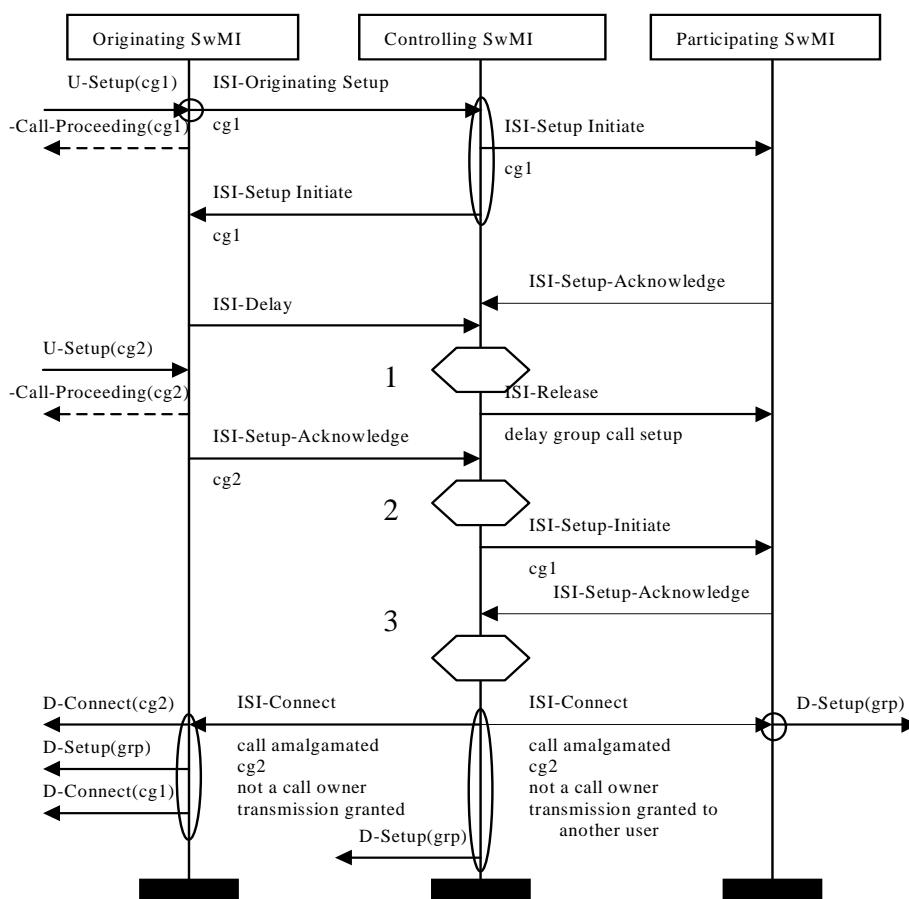 Originating SwMI
Controlling SwMI
Participating SwMI
U-Setup(cg1)
ISI-Originating Setup
-Call-Proceeding(cg1)
cg1
ISI-Setup Initiate
cg1
ISI-Setup Initiate
cg1
ISI-Setup-Acknowledge
ISI-Delay
U-Setup(cg2)
1
-Call-Proceeding(cg2)
ISI-Release
ISI-Setup-Acknowledge
delay group call setup
cg2
2
ISI-Setup-Initiate
cg1
ISI-Setup-Acknowledge
3
D-Connect(cg2)
ISI-Connect
ISI-Connect
D-Setup(grp)
D-Setup(grp)
D-Connect(cg1)
call amalgamated
cg2
not a call owner
transmission granted
call amalgamated
cg2
not a call owner
transmission granted to
another user
D-Setup(grp)